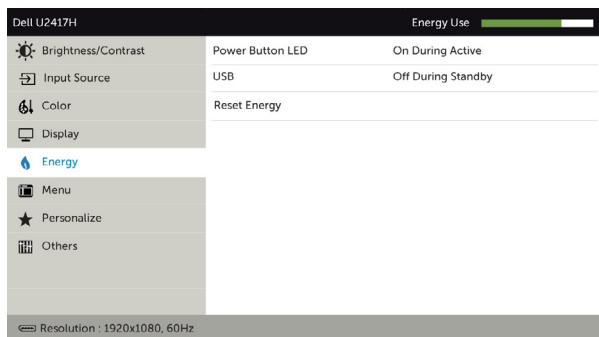 Dell U2417H Energy Use
Brightness/Contrast Power Button LED On During Active
Input Source USB Off During Standby
Color Reset Energy
Display
Energy
Menu
Personalize
Others
Resolution : 1920x1080, 60Hz